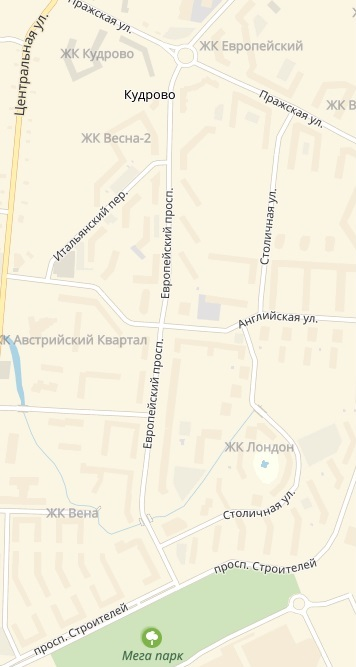 Пражская ул.
Центральная ул.
ЖК Кудрово
ЖК Европейский
Кудрово
Пражская ул.
ЖК В
ЖК Весна-2
Итальянский пер.
Европейский просп.
Столичная ул.
Английская ул.
ЖК Австрийский Квартал
Европейский просп.
ЖК Лондон
Столичная ул.
ЖК Вена
просп. Строителей
просп. Строителей
Мега парк